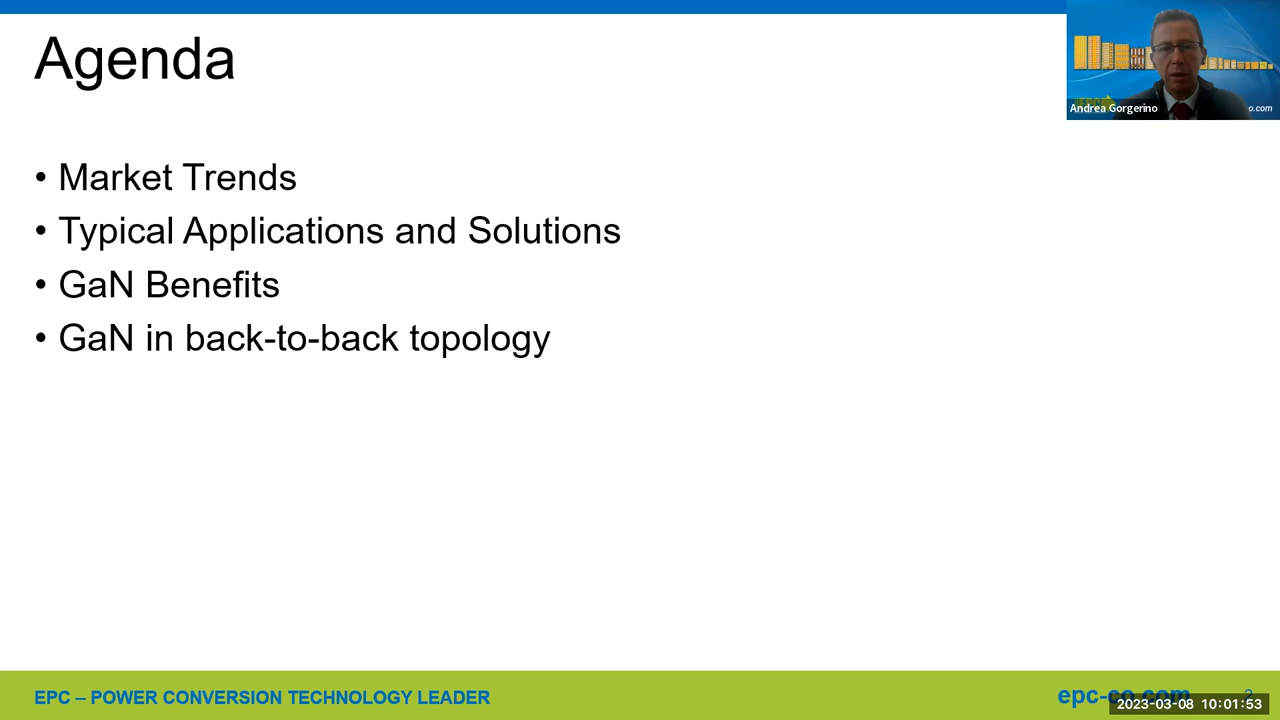 Agenda
Andrea Gorgerino
o.com
• Market Trends
• Typical Applications and Solutions
• GaN Benefits
• GaN in back-to-back topology
EPC – POWER CONVERSION TECHNOLOGY LEADER
epc-co.com
2
2023-03-08 10:01:53